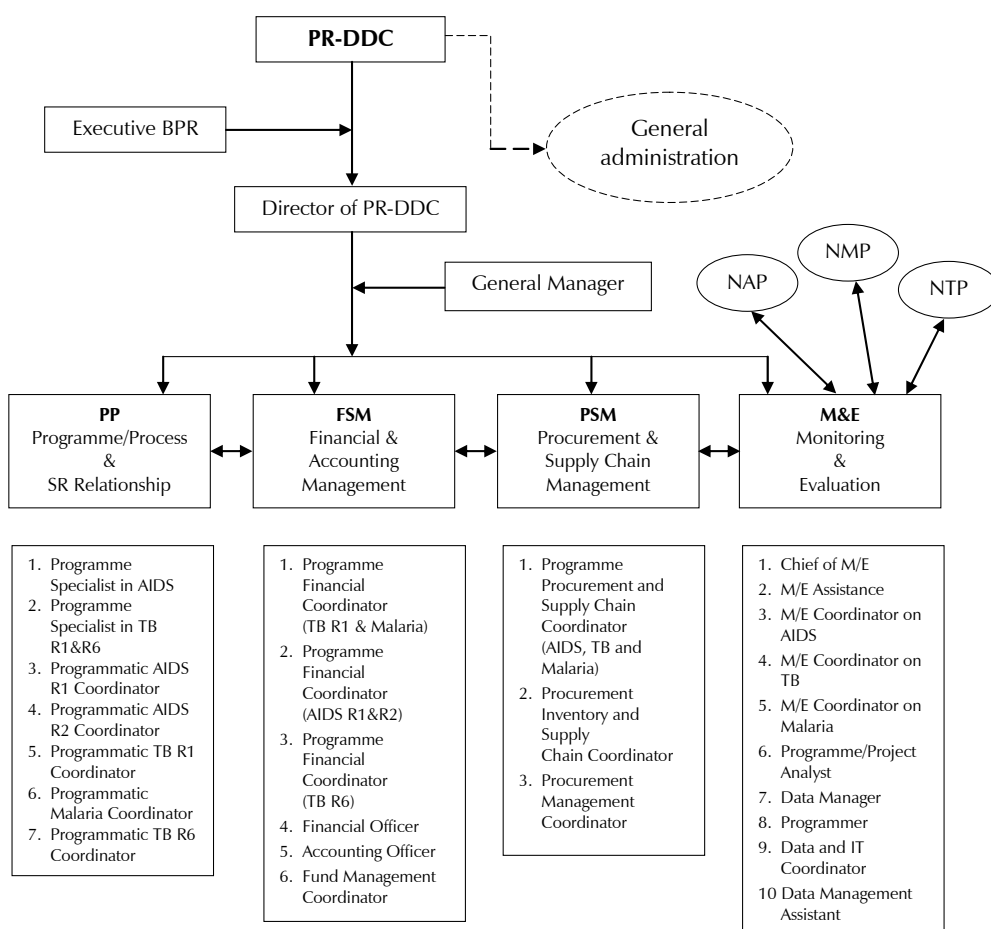 PR-DDC
Executive BPR
General
administration
Director of PR-DDC
General Manager
NAP
NMP
NTP
PP
Programme/Process
&
SR Relationship
FSM
Financial &
Accounting
Management
PSM
Procurement &
Supply Chain
Management
M&E
Monitoring
&
Evaluation
1. Programme
Specialist in AIDS
2. Programme
Specialist in TB
R1&R6
3. Programmatic AIDS
R1 Coordinator
4. Programmatic AIDS
R2 Coordinator
5. Programmatic TB R1
Coordinator
6. Programmatic
Malaria Coordinator
7. Programmatic TB R6
Coordinator
1. Programme
Financial
Coordinator
(TB R1 & Malaria)
2. Programme
Financial
Coordinator
(AIDS R1&R2)
3. Programme
Financial
Coordinator
(TB R6)
4. Financial Officer
5. Accounting Officer
6. Fund Management
Coordinator
1. Programme
Procurement and
Supply Chain
Coordinator
(AIDS, TB and
Malaria)
2. Procurement
Inventory and
Supply
Chain Coordinator
3. Procurement
Management
Coordinator
1. Chief of M/E
2. M/E Assistance
3. M/E Coordinator on
AIDS
4. M/E Coordinator on
TB
5. M/E Coordinator on
Malaria
6. Programme/Project
Analyst
7. Data Manager
8. Programmer
9. Data and IT
Coordinator
10 Data Management
Assistant